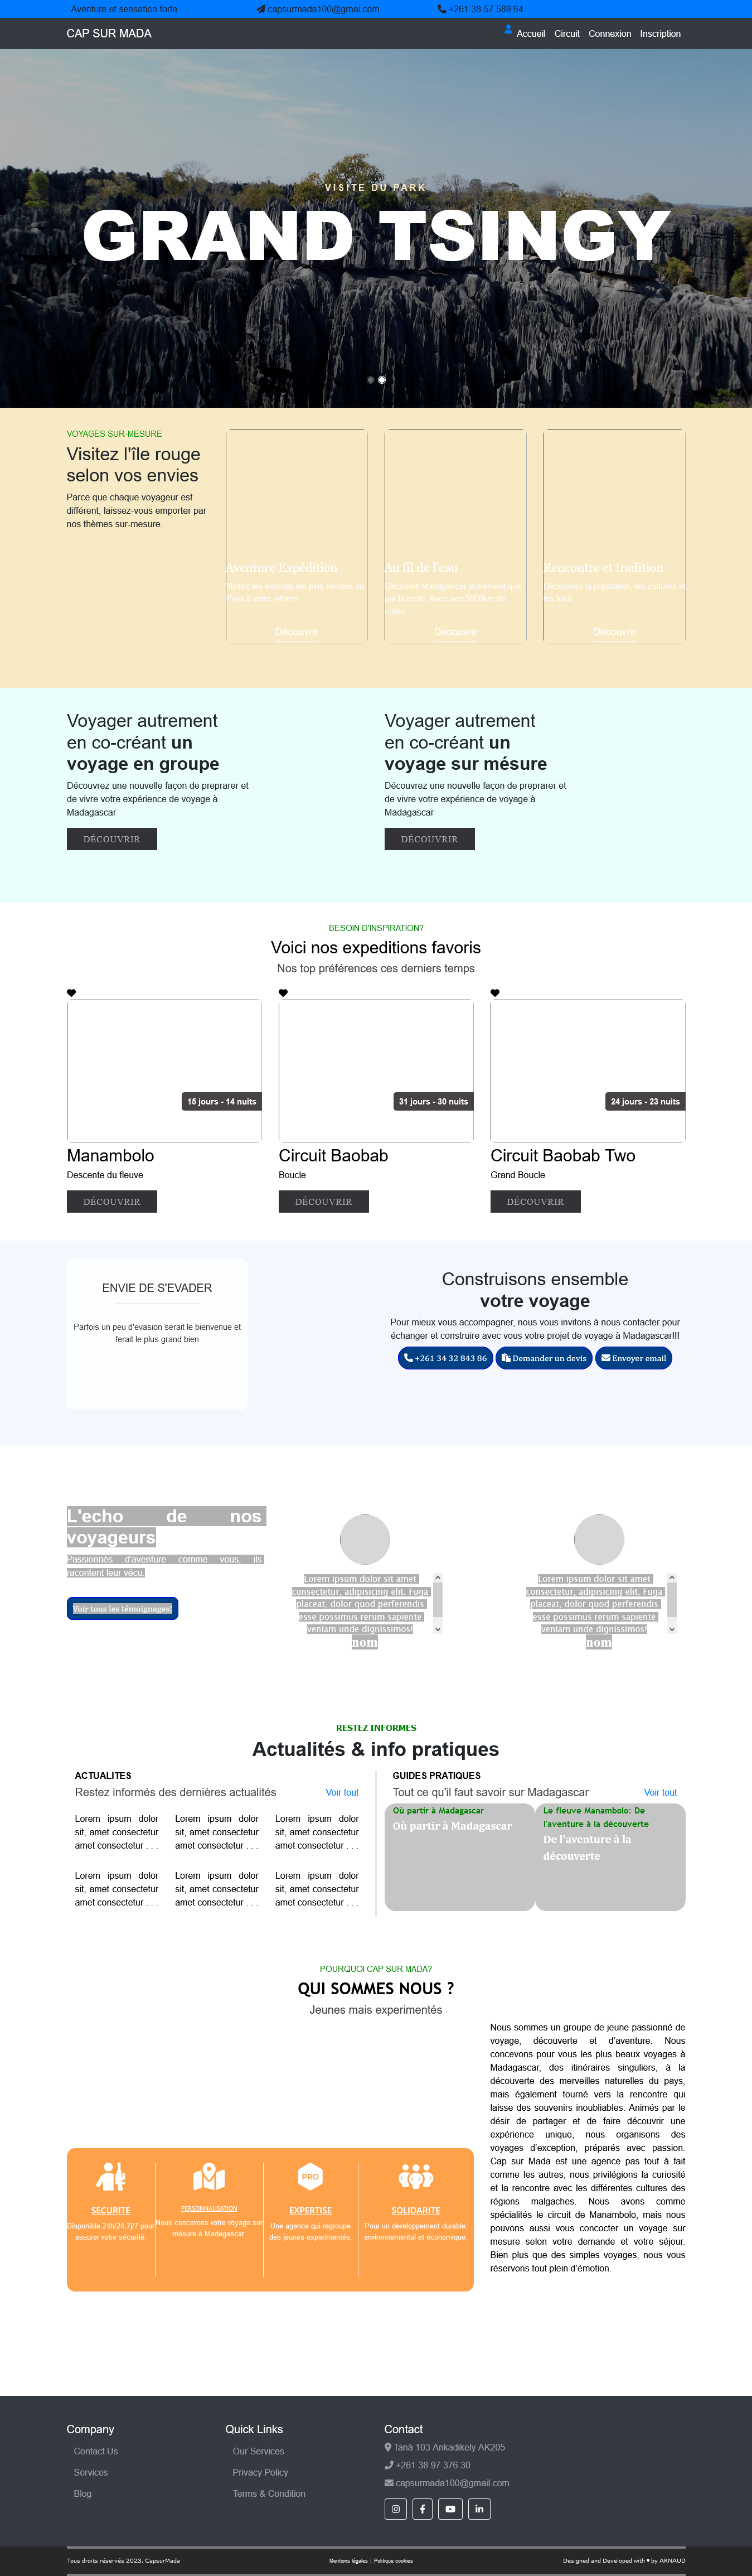 Aventure et sensation forte.
capsurmada100@gmai.com
+261 38 57 589 64
CAP SUR MADA
Accueil
Circuit
Connexion
Inscription
VISITE DU PARK
GRAND TSINGY
VOYAGES SUR-MESURE
Visitez l'île rouge
selon vos envies
Parce que chaque voyageur est
différent, laissez-vous emporter par
nos thèmes sur-mesure.
Aventure Expédition
Visitez les endroits les plus reculés du
Pays à votre rythme
Découvrir
Au fil de l'eau
Découvrir Madagascar autrement que
par la route. Avec ses 5000km de
côtes.
Découvrir
Rencontre et tradition
Découvrez la population, les cultures et
les tradi
Découvrir
Voyager autrement
en co-créant un
voyage en groupe
Découvrez une nouvelle façon de preprarer et
de vivre votre expérience de voyage à
Madagascar
DÉCOUVRIR
Voyager autrement
en co-créant un
voyage sur mésure
Découvrez une nouvelle façon de preprarer et
de vivre votre expérience de voyage à
Madagascar
DÉCOUVRIR
BESOIN D'INSPIRATION?
Voici nos expeditions favoris
Nos top préférences ces derniers temps
15 jours - 14 nuits
Manambolo
Descente du fleuve
DÉCOUVRIR
31 jours - 30 nuits
Circuit Baobab
Boucle
DÉCOUVRIR
24 jours - 23 nuits
Circuit Baobab Two
Grand Boucle
DÉCOUVRIR
ENVIE DE S'EVADER
Parfois un peu d'evasion serait le bienvenue et
ferait le plus grand bien
Construisons ensemble
votre voyage
Pour mieux vous accompagner, nous vous invitons à nous contacter pour
échanger et construire avec vous votre projet de voyage à Madagascar!!!
+261 34 32 843 86
Demander un devis
Envoyer email
L'echo de nos
voyageurs
Passionnés d'aventure comme vous, ils
racontent leur vécu.
Voir tous les témoignages!
Lorem ipsum dolor sit amet
consectetur, adipisicing elit. Fuga
placeat, dolor quod perferendis
esse possimus rerum sapiente
veniam unde dignissimos!
nom
Lorem ipsum dolor sit amet
consectetur, adipisicing elit. Fuga
placeat, dolor quod perferendis
esse possimus rerum sapiente
veniam unde dignissimos!
nom
RESTEZ INFORMES
Actualités & info pratiques
ACTUALITES
Restez informés des dernières actualités
Voir tout
Lorem ipsum dolor
sit, amet consectetur
amet consectetur . . .
Lorem ipsum dolor
sit, amet consectetur
amet consectetur . . .
Lorem ipsum dolor
sit, amet consectetur
amet consectetur . . .
Lorem ipsum dolor
sit, amet consectetur
amet consectetur . . .
Lorem ipsum dolor
sit, amet consectetur
amet consectetur . . .
Lorem ipsum dolor
sit, amet consectetur
amet consectetur . . .
GUIDES PRATIQUES
Tout ce qu'il faut savoir sur Madagascar
Voir tout
Où partir à Madagascar
Où partir à Madagascar
Le fleuve Manambolo: De
l'aventure à la découverte
De l'aventure à la
découverte
POURQUOI CAP SUR MADA?
QUI SOMMES NOUS ?
Jeunes mais experimentés
SECURITE
Disponible 24h/24,7j/7 pour
assurer votre sécurité.
PERSONNALISATION
Nous concerons votre voyage sur
mésure à Madagascar.
PRO
EXPERTISE
Une agence qui regroupe
des jeunes experimentés.
SOLIDARITE
Pour un developpement durable:
environnemental et économique.
Nous sommes un groupe de jeune passionné de
voyage, découverte et d'aventure. Nous
concevons pour vous les plus beaux voyages à
Madagascar, des itinéraires singuliers, à la
découverte des merveilles naturelles du pays,
mais également tourné vers la rencontre qui
laisse des souvenirs inoubliables. Animés par le
désir de partager et de faire découvrir une
expérience unique, nous organisons des
voyages d'exception, préparés avec passion.
Cap sur Mada est une agence pas tout à fait
comme les autres, nous privilégions la curiosité
et la rencontre avec les différentes cultures des
régions malgaches. Nous avons comme
spécialités le circuit de Manambolo, mais nous
pouvons aussi vous concocter un voyage sur
mesure selon votre demande et votre séjour.
Bien plus que des simples voyages, nous vous
réservons tout plein d'émotion.
Company
Contact Us
Services
Blog
Quick Links
Our Services
Privacy Policy
Terms & Condition
Contact
Tanà 103 Ankadikely AK205
+261 38 97 376 30
capsurmada100@gmail.com
Tous droits réservés 2023, CapsurMada
Mentions légales | Politique cookies
Designed and Developed with ♥ by ARNAUD